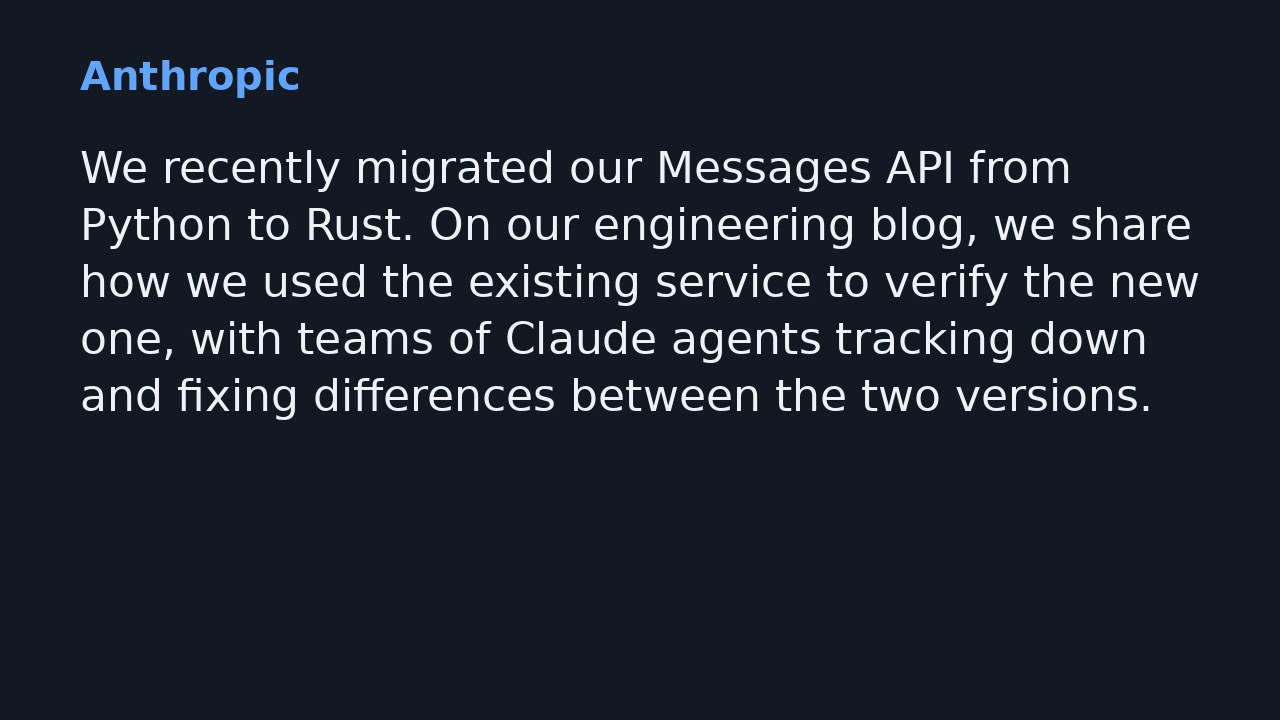 Anthropic
We recently migrated our Messages API from
Python to Rust. On our engineering blog, we share
how we used the existing service to verify the new
one, with teams of Claude agents tracking down
and fixing differences between the two versions.